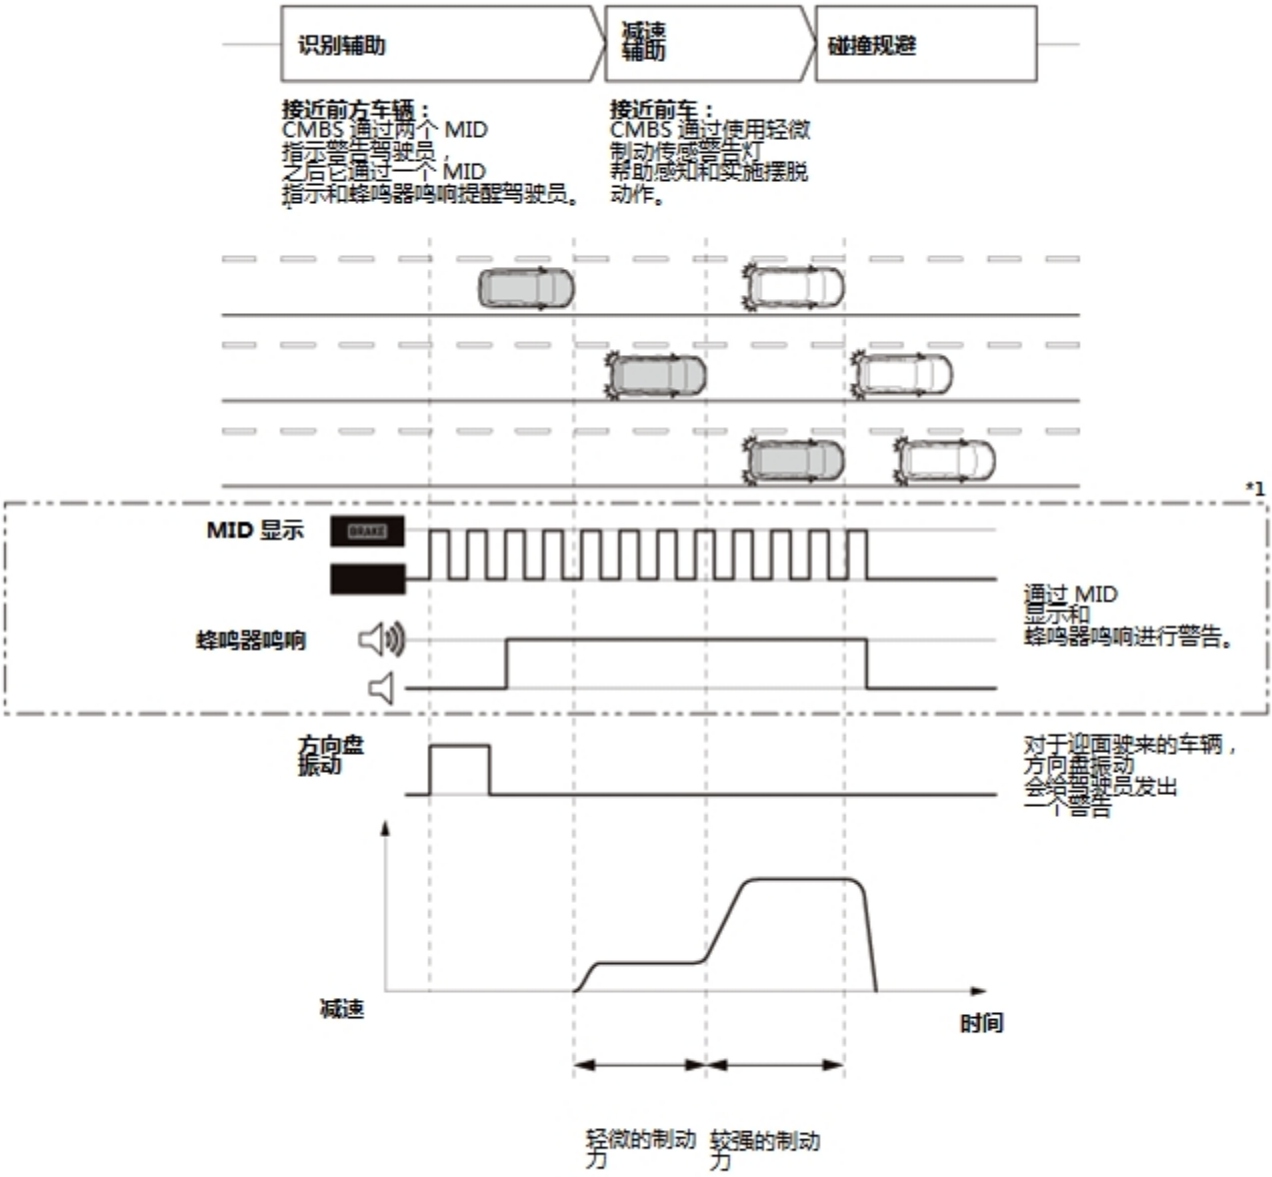 识别辅助
减速
辅助
碰撞规避
接近前方车辆：
CMBS 通过两个 MID
指示警告驾驶员，
之后它通过一个 MID
指示和蜂鸣器鸣响提醒驾驶员。
接近前车：
CMBS 通过使用轻微
制动传感警告灯
帮助感知和实施摆脱
动作。
*1
MID 显示
BRAKE
通过 MID
显示和
蜂鸣器鸣响进行警告。
蜂鸣器鸣响
方向盘
振动
对于迎面驶来的车辆，
方向盘振动
会给驾驶员发出
一个警告
减速
时间
轻微的制动
力
较强的制动
力